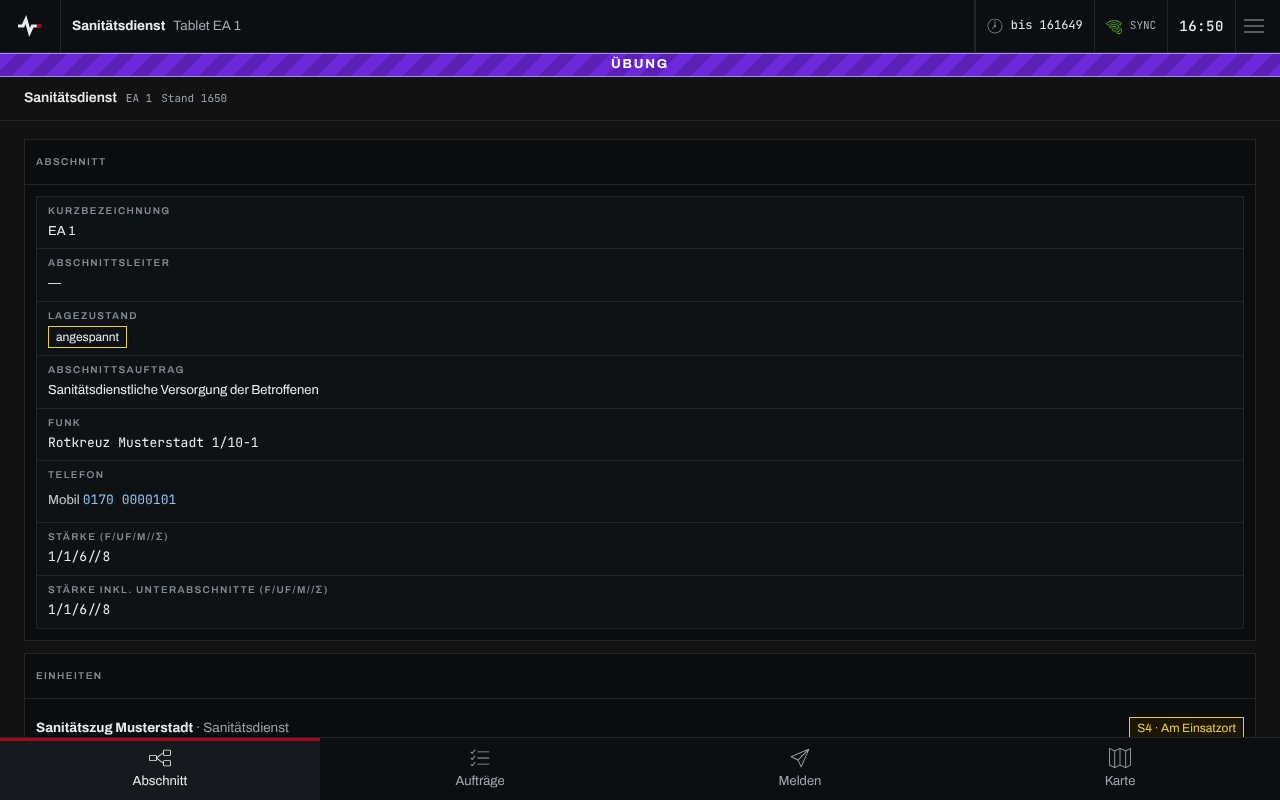 Sanitätsdienst Tablet EA 1
bis 161649
SYNC
16:50
ÜBUNG
Sanitätsdienst EA 1 Stand 1650
ABSCHNITT
KURZBEZEICHNUNG
EA 1
ABSCHNITTSLEITER
—
LAGEZUSTAND
angespannt
ABSCHNITTSAUFTRAG
Sanitätsdienstliche Versorgung der Betroffenen
FUNK
Rotkreuz Musterstadt 1/10-1
TELEFON
Mobil 0170 0000101
STÄRKE (F/UF/M//Σ)
1/1/6//8
STÄRKE INKL. UNTERABSCHNITTE (F/UF/M//Σ)
1/1/6//8
EINHEITEN
Sanitätszug Musterstadt · Sanitätsdienst
S4 · Am Einsatzort
Abschnitt
Aufträge
Melden
Karte